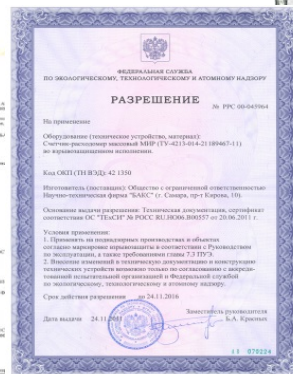 ФЕДЕРАЛЬНАЯ СЛУЖБА
ПО ЭКОЛОГИЧЕСКОМУ, ТЕХНОЛОГИЧЕСКОМУ И АТОМНОМУ НАДЗОРУ
РАЗРЕШЕНИЕ
№ РРС 00-045964
На применение
Оборудование (техническое устройство, материал):
Счетчик-расходомер массовый МИР (ТУ-4213-014-21189467-11)
во взрывозащищенном исполнении.
Код ОКП (ТН ВЭД): 42 1350
Изготовитель (поставщик): Общество с ограниченной ответственностью
Научно-техническая фирма "БАКС" (г. Самара, пр-т Кирова, 10).
Основание выдачи разрешения: Техническая документация, сертификат
соответствия ОС "ТЕхСИ" № РОСС RU.НО06.В00557 от 20.06.2011 г.
Условия применения:
1. Применять на поднадзорных производствах и объектах
согласно маркировке взрывозащиты в соответствии с Руководством
по эксплуатации, а также требованиями главы 7.3 ПУЭ.
2. Внесение изменений в техническую документацию и конструкцию
технических устройств возможно только по согласованию с аккреди-
тованной испытательной организацией и Федеральной службой
по экологическому, технологическому и атомному надзору.
Срок действия разрешения до 24.11.2016
Дата выдачи 24.11.
Заместитель руководителя
Б.А. Красных
070224